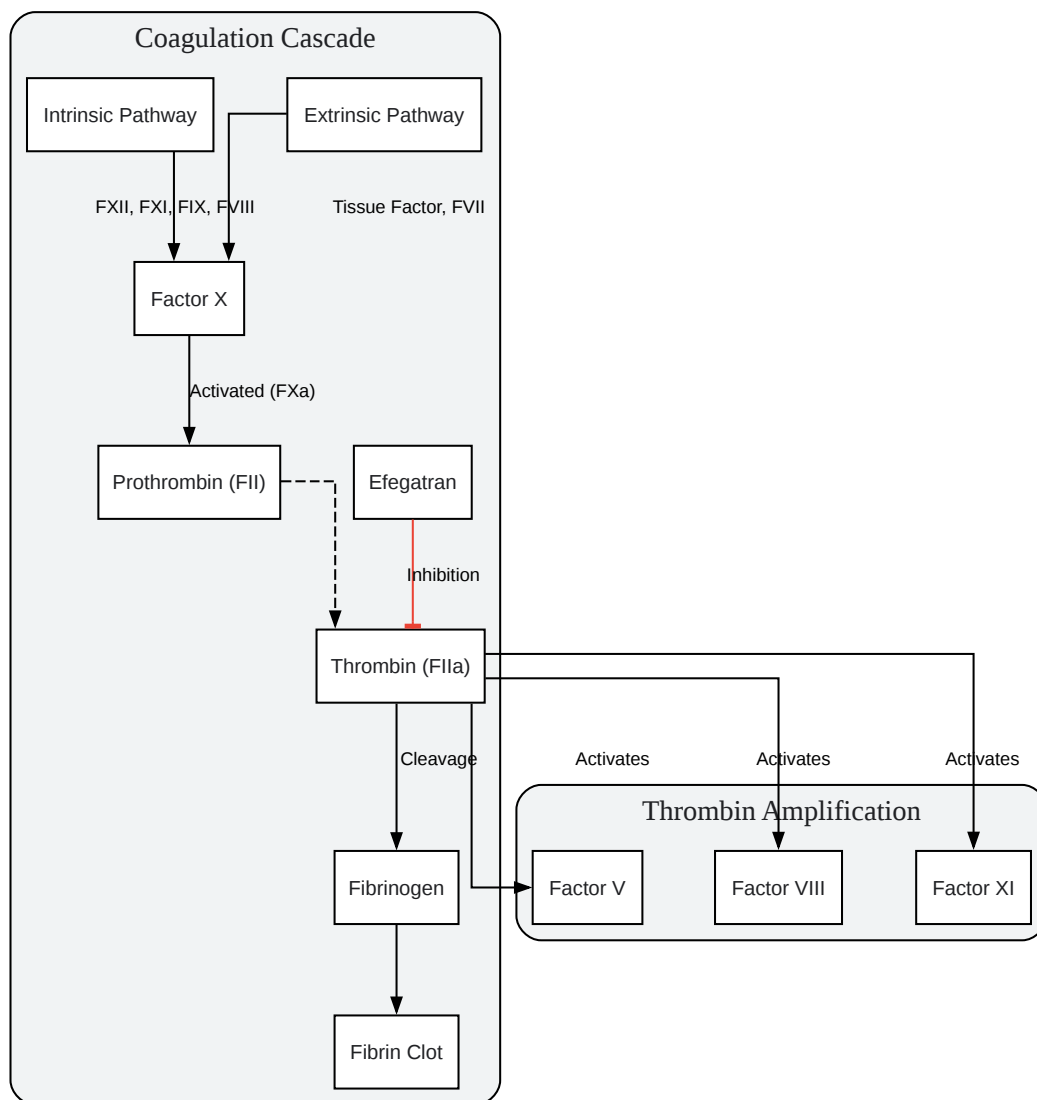 Coagulation Cascade
Intrinsic Pathway
Extrinsic Pathway
FXII, FXI, FIX, FVIII
Tissue Factor, FVII
Factor X
Activated (FXa)
Prothrombin (FII)
Efegatran
Inhibition
Thrombin (FIIa)
Cleavage
Activates
Activates
Activates
Thrombin Amplification
Fibrinogen
Factor V
Factor VIII
Factor XI
Fibrin Clot